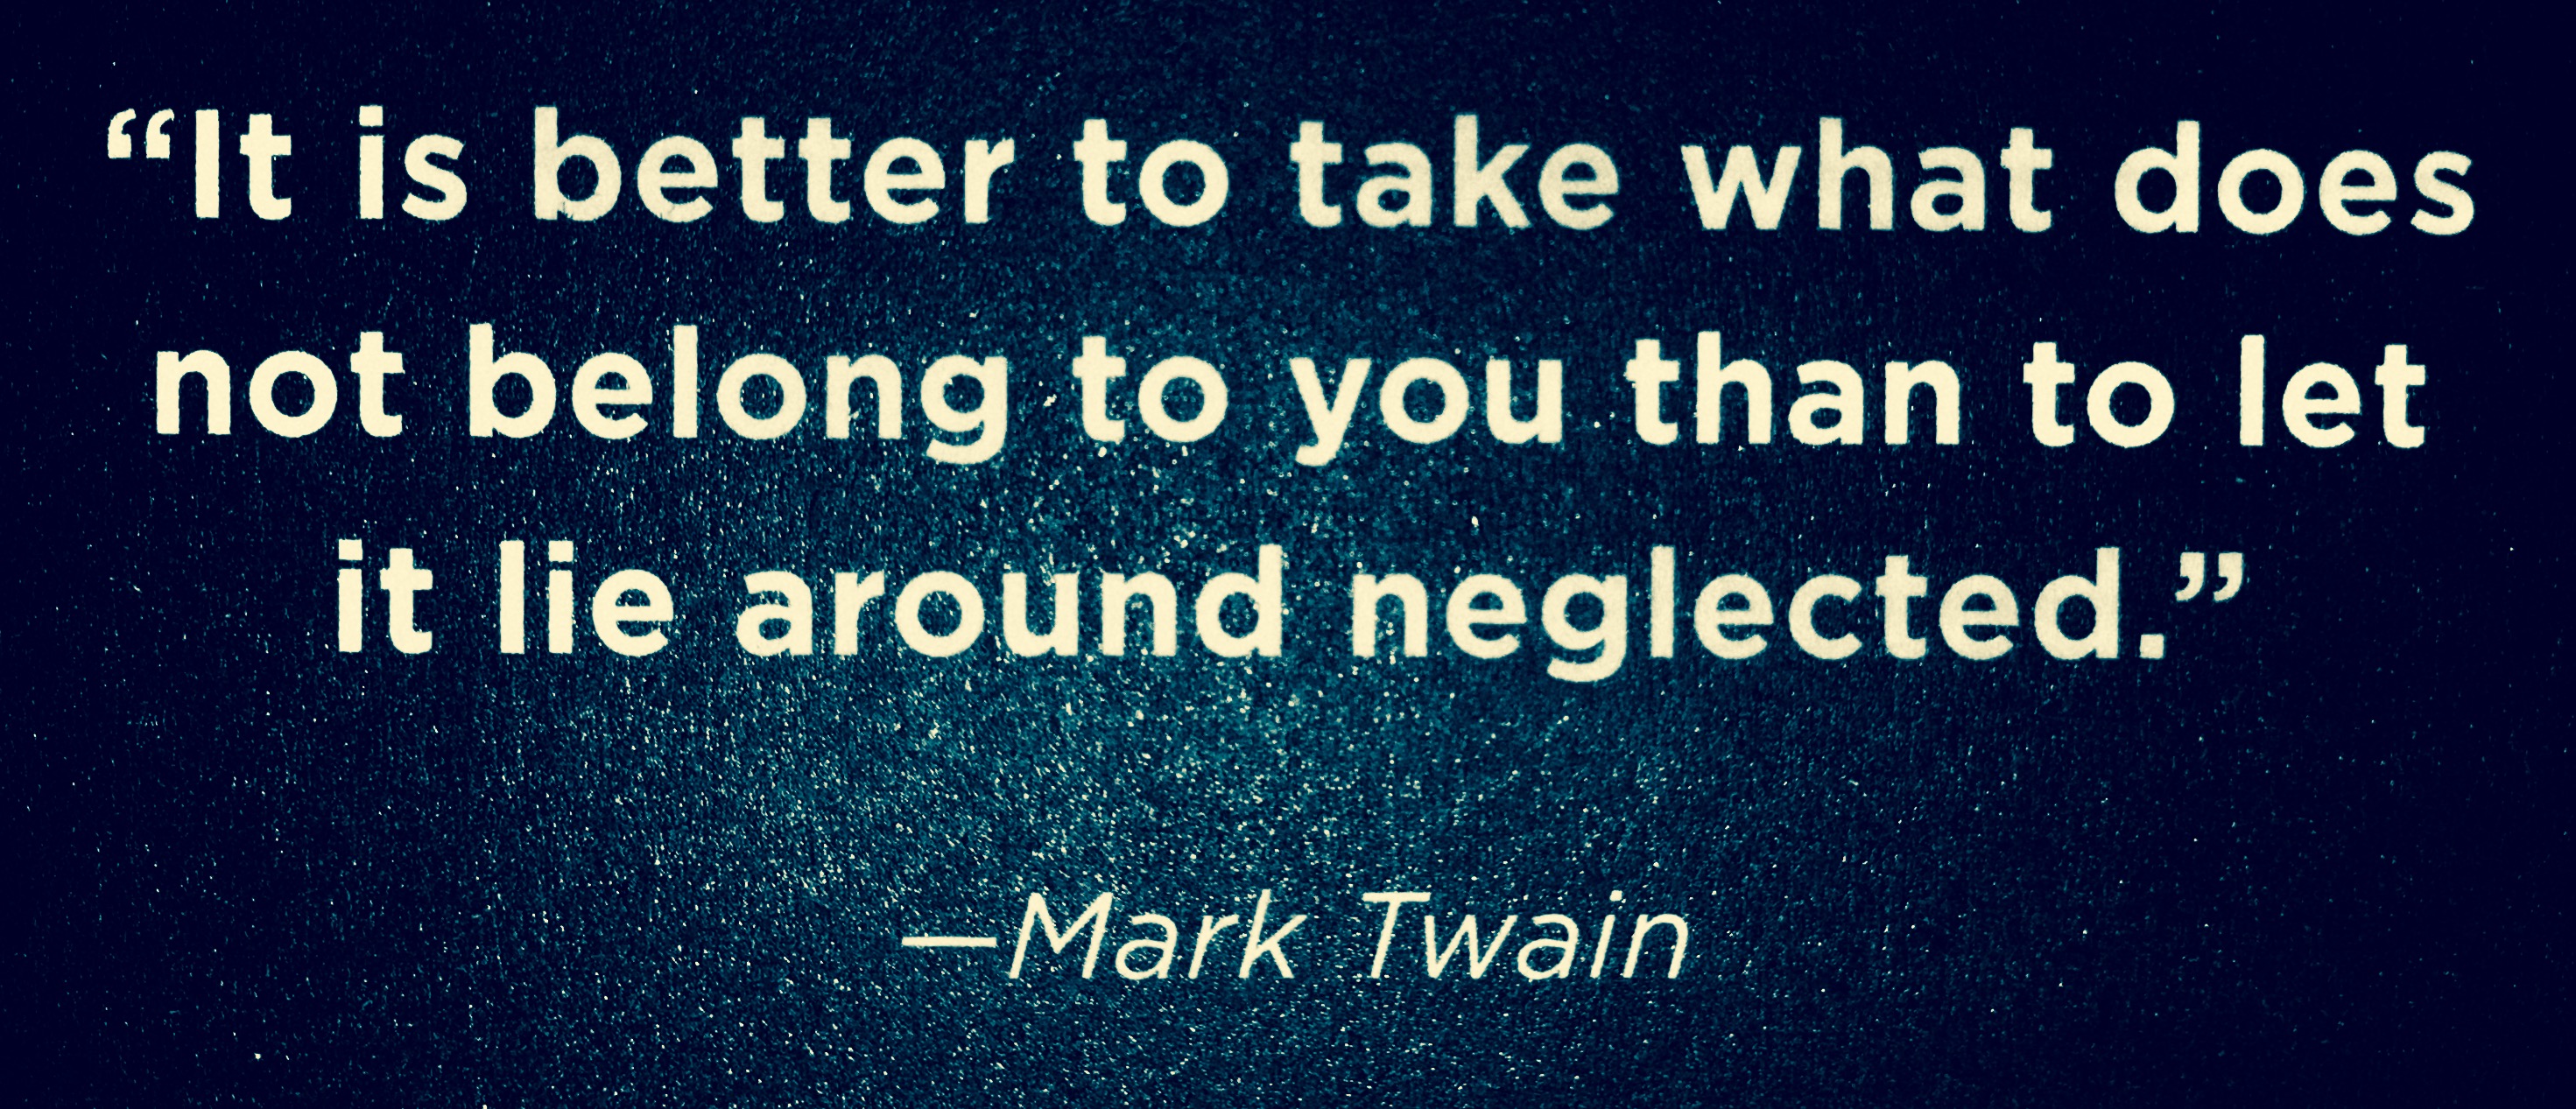 “It is better to take what does
not belong to you than to let
it lie around neglected.”
—Mark Twain